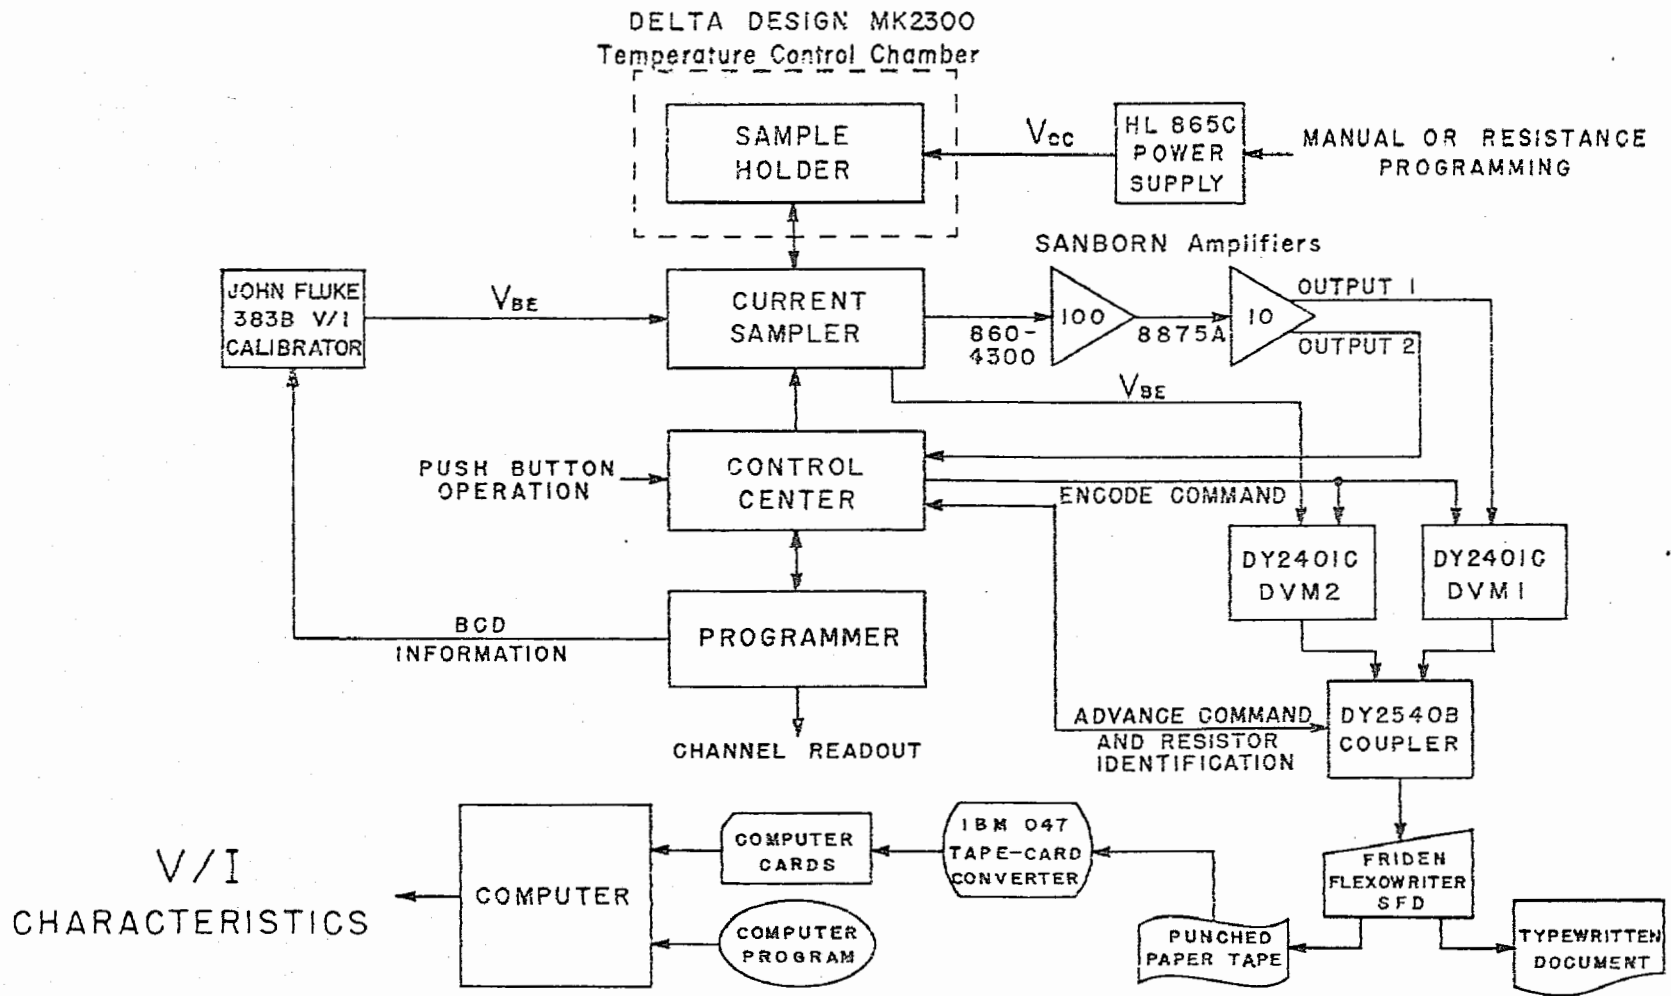 DELTA DESIGN MK2300
Temperature Control Chamber
SAMPLE
HOLDER
Vcc
HL 865C
POWER
SUPPLY
MANUAL OR RESISTANCE
PROGRAMMING
SANBORN Amplifiers
JOHN FLUKE
383B V/I
CALIBRATOR
VBE
CURRENT
SAMPLER
860-
4300
100
8875A
10
OUTPUT 1
OUTPUT 2
VBE
PUSH BUTTON
OPERATION
CONTROL
CENTER
ENCODE COMMAND
DY2401C
DVM2
DY2401C
DVM1
BCD
INFORMATION
PROGRAMMER
CHANNEL READOUT
ADVANCE COMMAND
AND RESISTOR
IDENTIFICATION
DY2540B
COUPLER
V/I
CHARACTERISTICS
COMPUTER
COMPUTER
CARDS
COMPUTER
PROGRAM
IBM 047
TAPE-CARD
CONVERTER
PUNCHED
PAPER TAPE
FRIDEN
FLEXOWRITER
SFD
TYPEWRITTEN
DOCUMENT